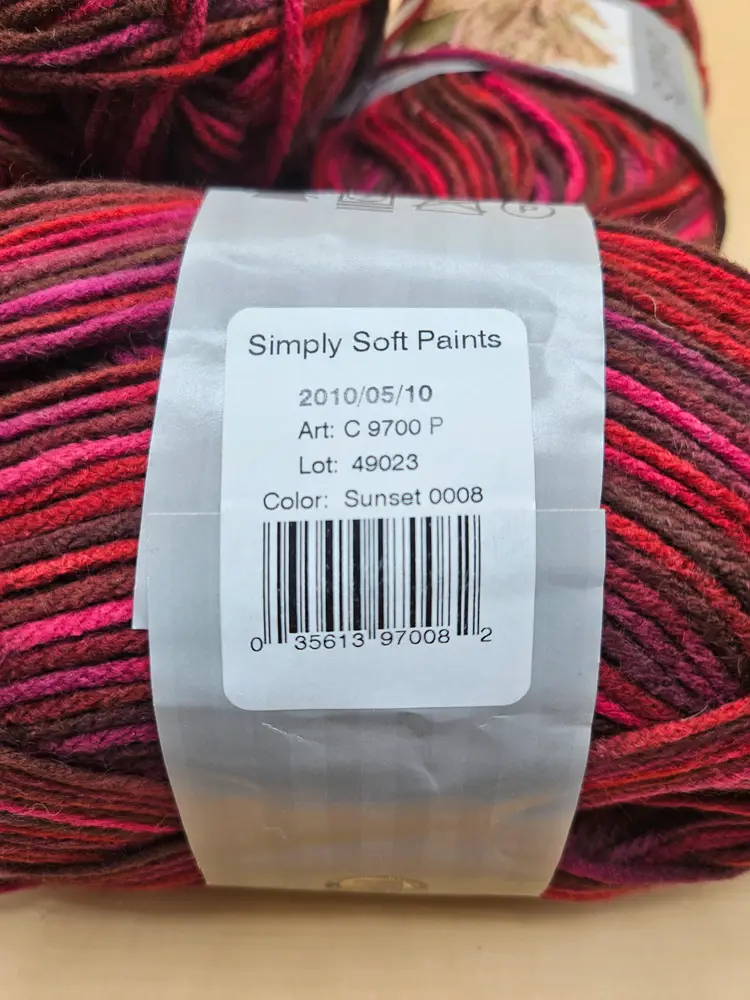 Simply Soft Paints
2010/05/10
Art: C 9700 P
Lot: 49023
Color: Sunset 0008
0 35613 97008 2